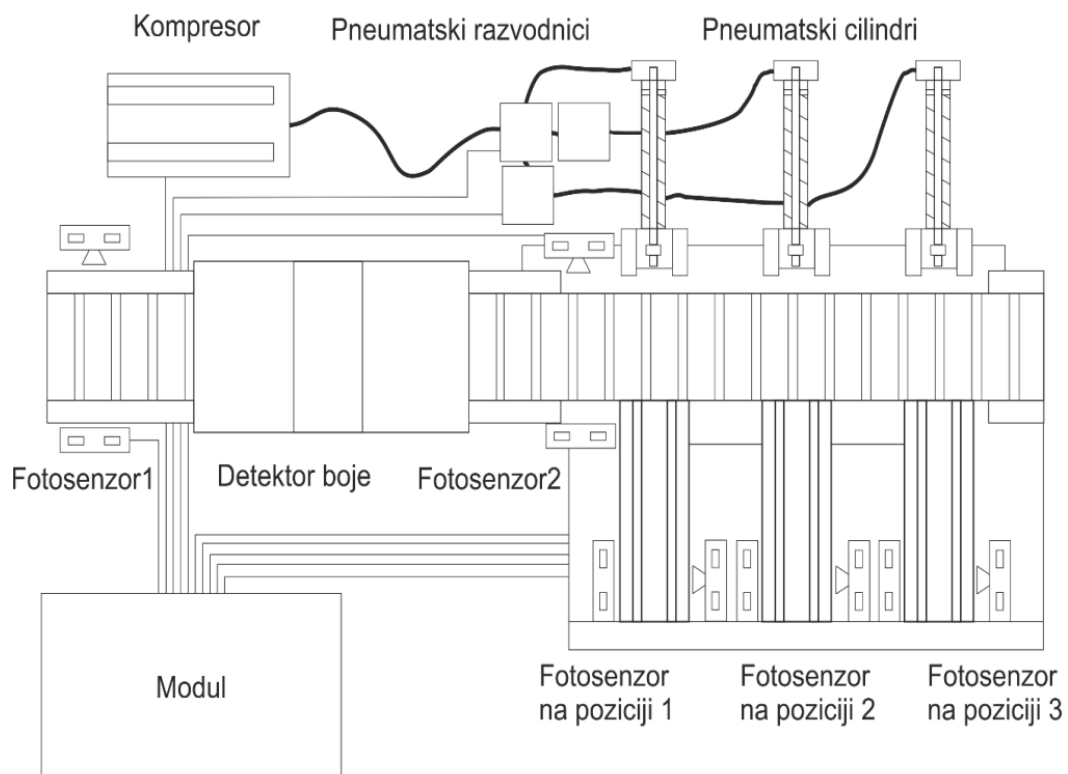 Kompresor
Pneumatski razvodnici
Pneumatski cilindri
Fotosenzor1
Detektor boje
Fotosenzor2
Modul
Fotosenzor
na poziciji 1
Fotosenzor
na poziciji 2
Fotosenzor
na poziciji 3